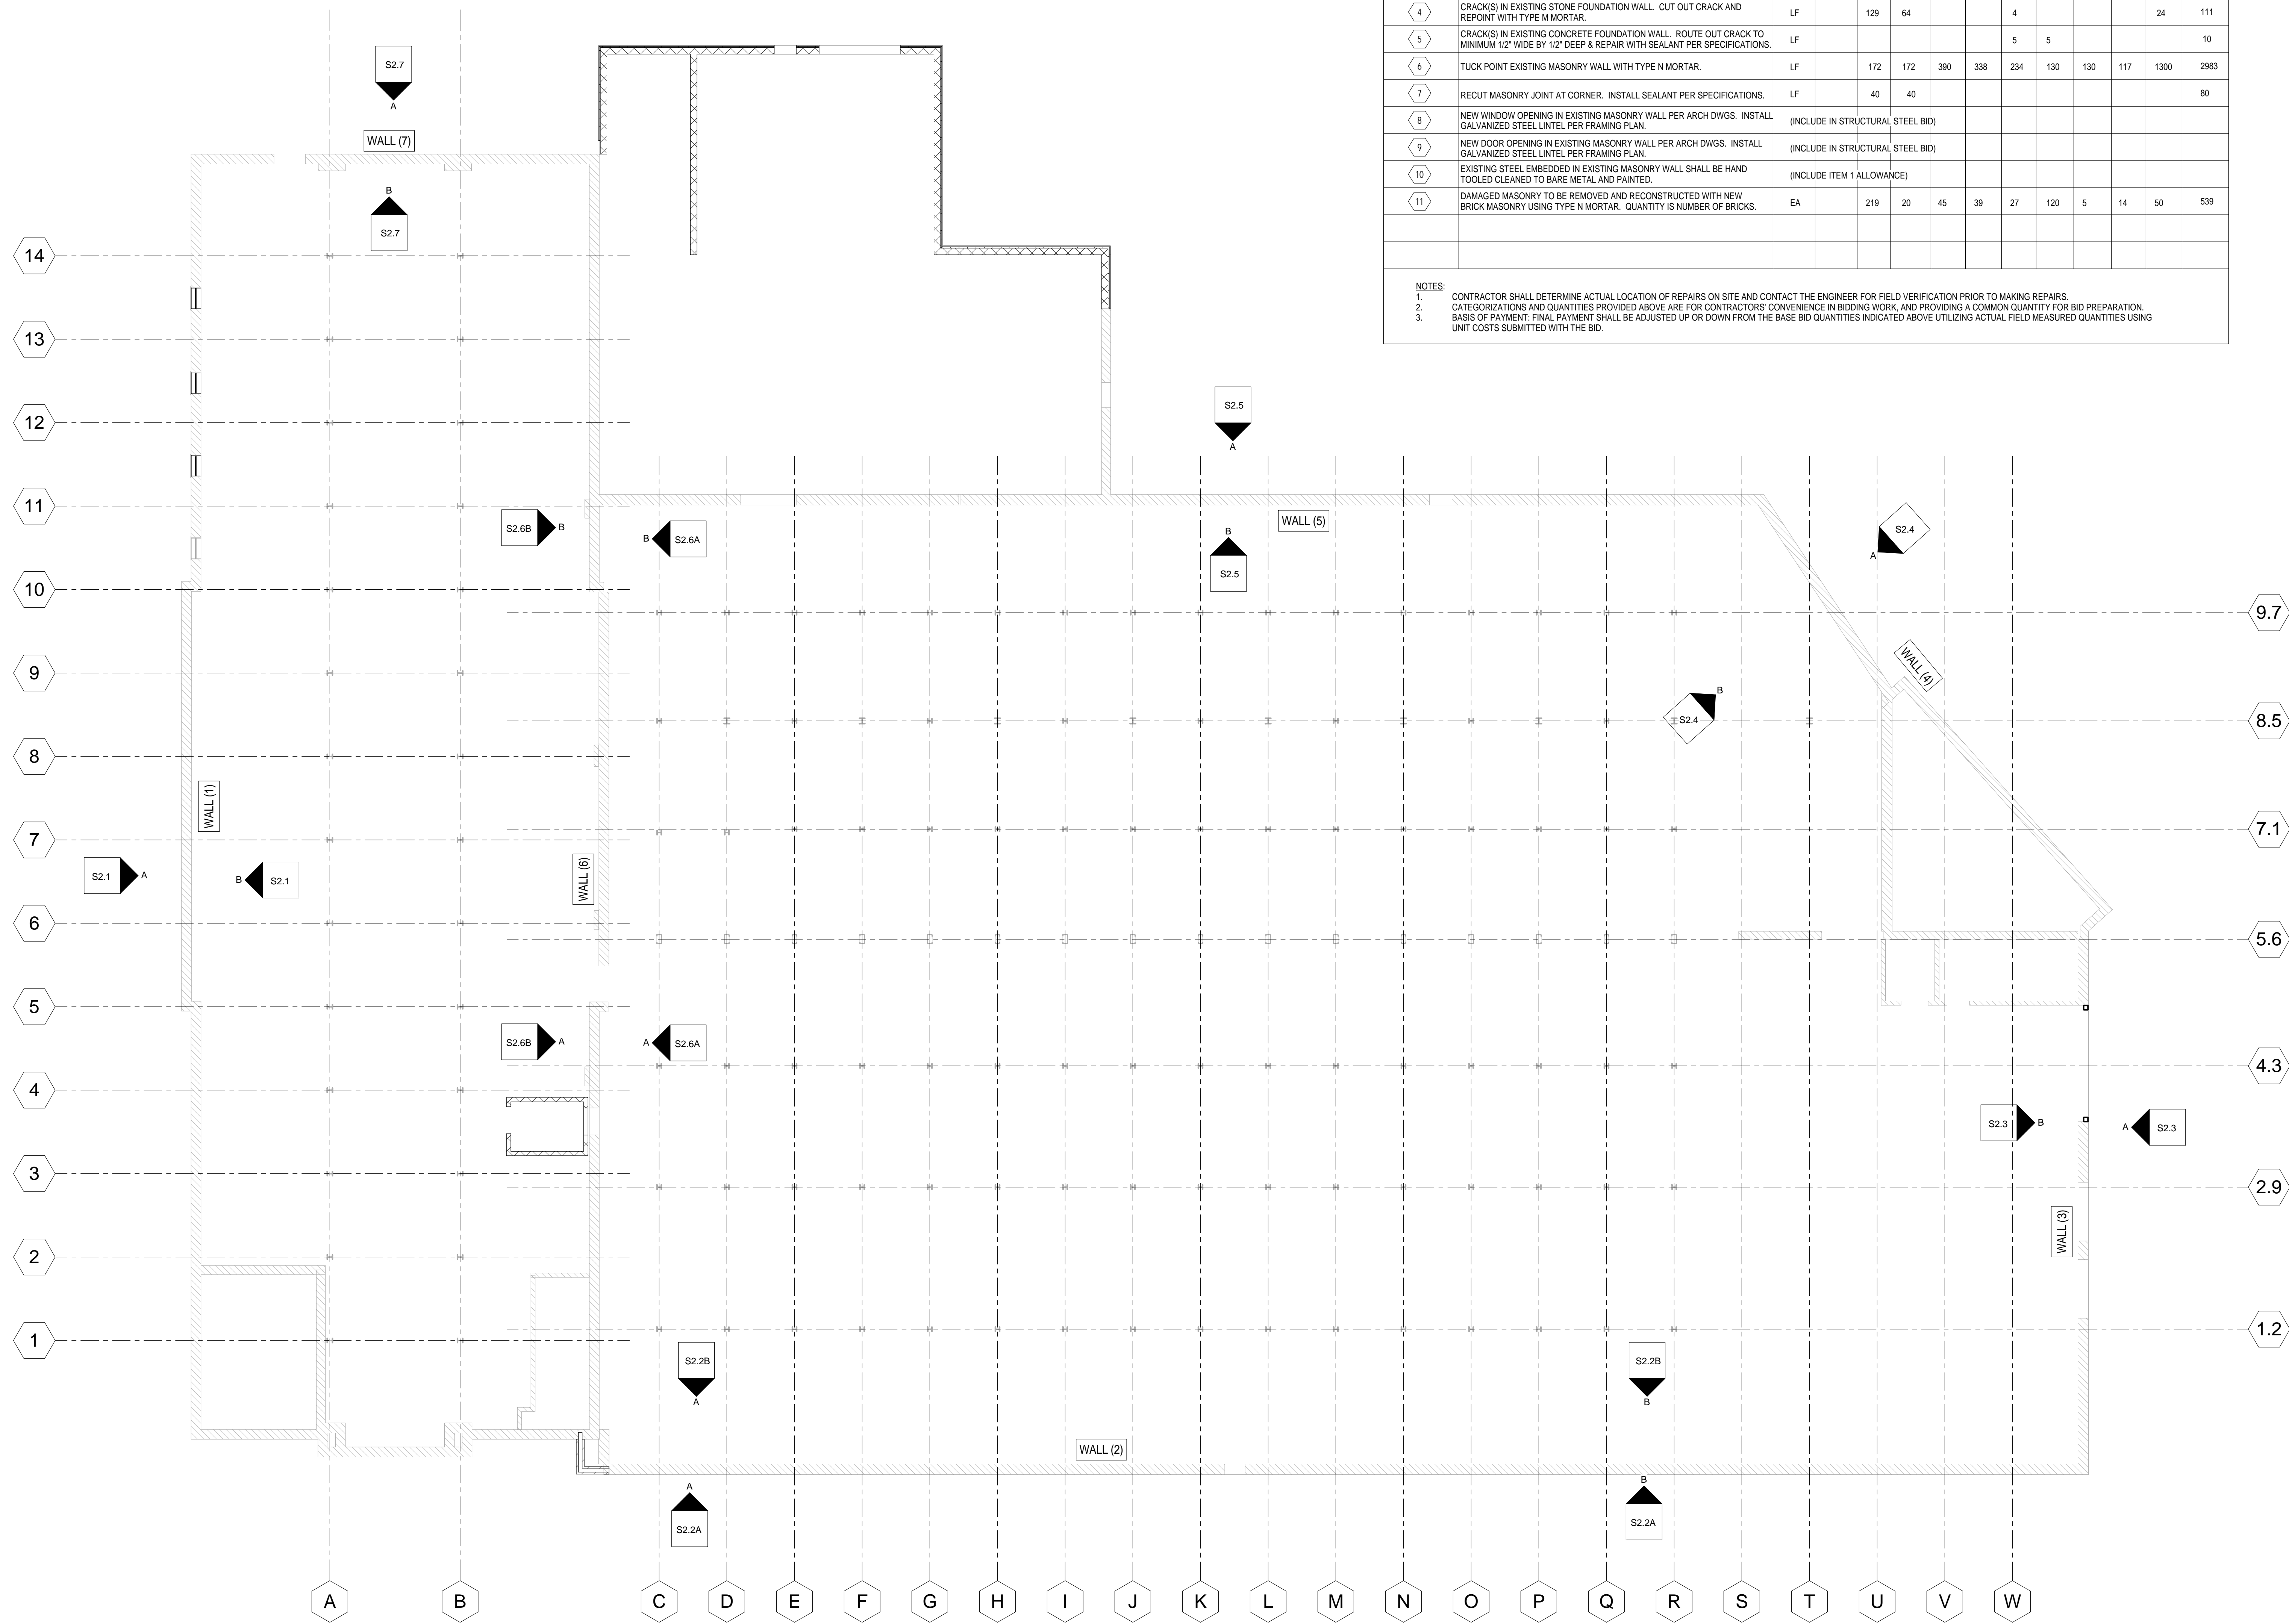 4 CRACK(S) IN EXISTING STONE FOUNDATION WALL. CUT OUT CRACK AND
REPOINT WITH TYPE M MORTAR. LF 129 64 4 24 111
5 CRACK(S) IN EXISTING CONCRETE FOUNDATION WALL. ROUTE OUT CRACK TO
MINIMUM 1/2" WIDE BY 1/2" DEEP & REPAIR WITH SEALANT PER SPECIFICATIONS. LF 5 5 10
6 TUCK POINT EXISTING MASONRY WALL WITH TYPE N MORTAR. LF 172 172 390 338 234 130 130 117 1300 2983
7 RECUT MASONRY JOINT AT CORNER. INSTALL SEALANT PER SPECIFICATIONS. LF 40 40 80
8 NEW WINDOW OPENING IN EXISTING MASONRY WALL PER ARCH DWGS. INSTALL
GALVANIZED STEEL LINTEL PER FRAMING PLAN. (INCLUDE IN STRUCTURAL STEEL BID)
9 NEW DOOR OPENING IN EXISTING MASONRY WALL PER ARCH DWGS. INSTALL
GALVANIZED STEEL LINTEL PER FRAMING PLAN. (INCLUDE IN STRUCTURAL STEEL BID)
10 EXISTING STEEL EMBEDDED IN EXISTING MASONRY WALL SHALL BE HAND
TOOLED CLEANED TO BARE METAL AND PAINTED. (INCLUDE ITEM 1 ALLOWANCE)
11 DAMAGED MASONRY TO BE REMOVED AND RECONSTRUCTED WITH NEW
BRICK MASONRY USING TYPE N MORTAR. QUANTITY IS NUMBER OF BRICKS. EA 219 20 45 39 27 120 5 14 50 539
NOTES:
1. CONTRACTOR SHALL DETERMINE ACTUAL LOCATION OF REPAIRS ON SITE AND CONTACT THE ENGINEER FOR FIELD VERIFICATION PRIOR TO MAKING REPAIRS.
2. CATEGORIZATIONS AND QUANTITIES PROVIDED ABOVE ARE FOR CONTRACTORS' CONVENIENCE IN BIDDING WORK, AND PROVIDING A COMMON QUANTITY FOR BID PREPARATION.
3. BASIS OF PAYMENT: FINAL PAYMENT SHALL BE ADJUSTED UP OR DOWN FROM THE BASE BID QUANTITIES INDICATED ABOVE UTILIZING ACTUAL FIELD MEASURED QUANTITIES USING
UNIT COSTS SUBMITTED WITH THE BID.
S2.7
A
WALL (7)
B
S2.7
14
13
12
11
10
9
8
7
6
5
4
3
2
1
S2.5
A
WALL (5)
B
S2.5
S2.6B B
B S2.6A
S2.4
A
WALL (4)
B
S2.4
9.7
8.5
7.1
5.6
4.3
2.9
1.2
WALL (1)
S2.1 A
B S2.1
WALL (6)
S2.6B A
A S2.6A
S2.3 B
A S2.3
WALL (3)
S2.2B
A
S2.2B
B
WALL (2)
A
S2.2A
B
S2.2A
A B C D E F G H I J K L M N O P Q R S T U V W